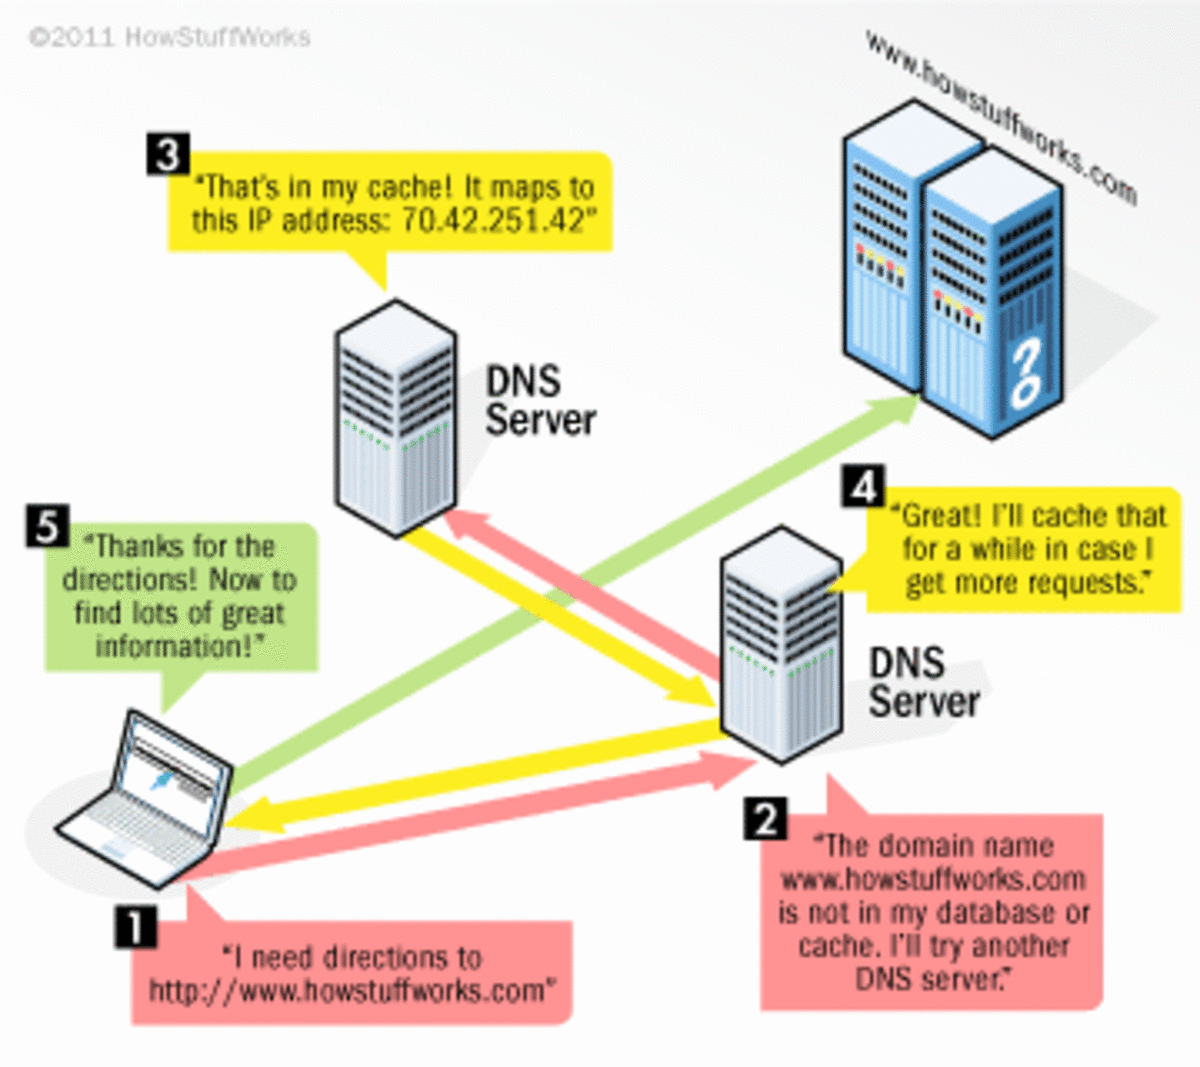 ©2011 HowStuffWorks
www.howstuffworks.com
3
“That’s in my cache! It maps to
this IP address: 70.42.251.42”
DNS
Server
4
“Great! I’ll cache that
for a while in case I
get more requests.”
5
“Thanks for the
directions! Now to
find lots of great
information!”
DNS
Server
2
“The domain name
www.howstuffworks.com
is not in my database or
cache. I’ll try another
DNS server.”
1
“I need directions to
http://www.howstuffworks.com”